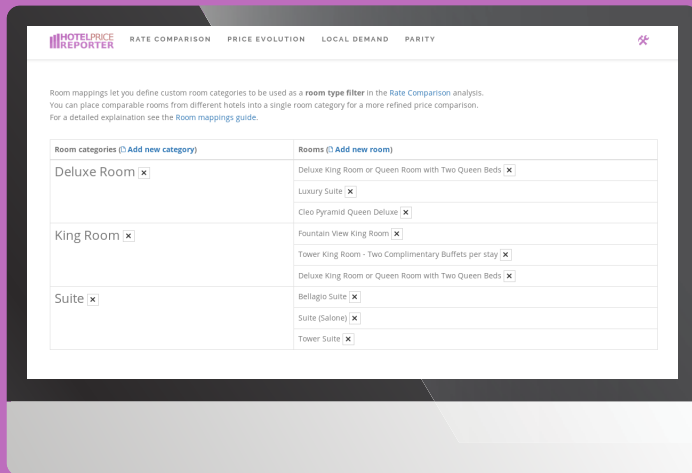 HOTELPRICE
REPORTER
RATE COMPARISON PRICE EVOLUTION LOCAL DEMAND PARITY
Room mappings let you define custom room categories to be used as a room type filter in the Rate Comparison analysis.
You can place comparable rooms from different hotels into a single room category for a more refined price comparison.
For a detailed explaination see the Room mappings guide.
Room categories (Add new category) Rooms (Add new room)
Deluxe Room Deluxe King Room or Queen Room with Two Queen Beds
Luxury Suite
Cleo Pyramid Queen Deluxe
King Room Fountain View King Room
Tower King Room - Two Complimentary Buffets per stay
Deluxe King Room or Queen Room with Two Queen Beds
Suite Bellagio Suite
Suite (Salone)
Tower Suite